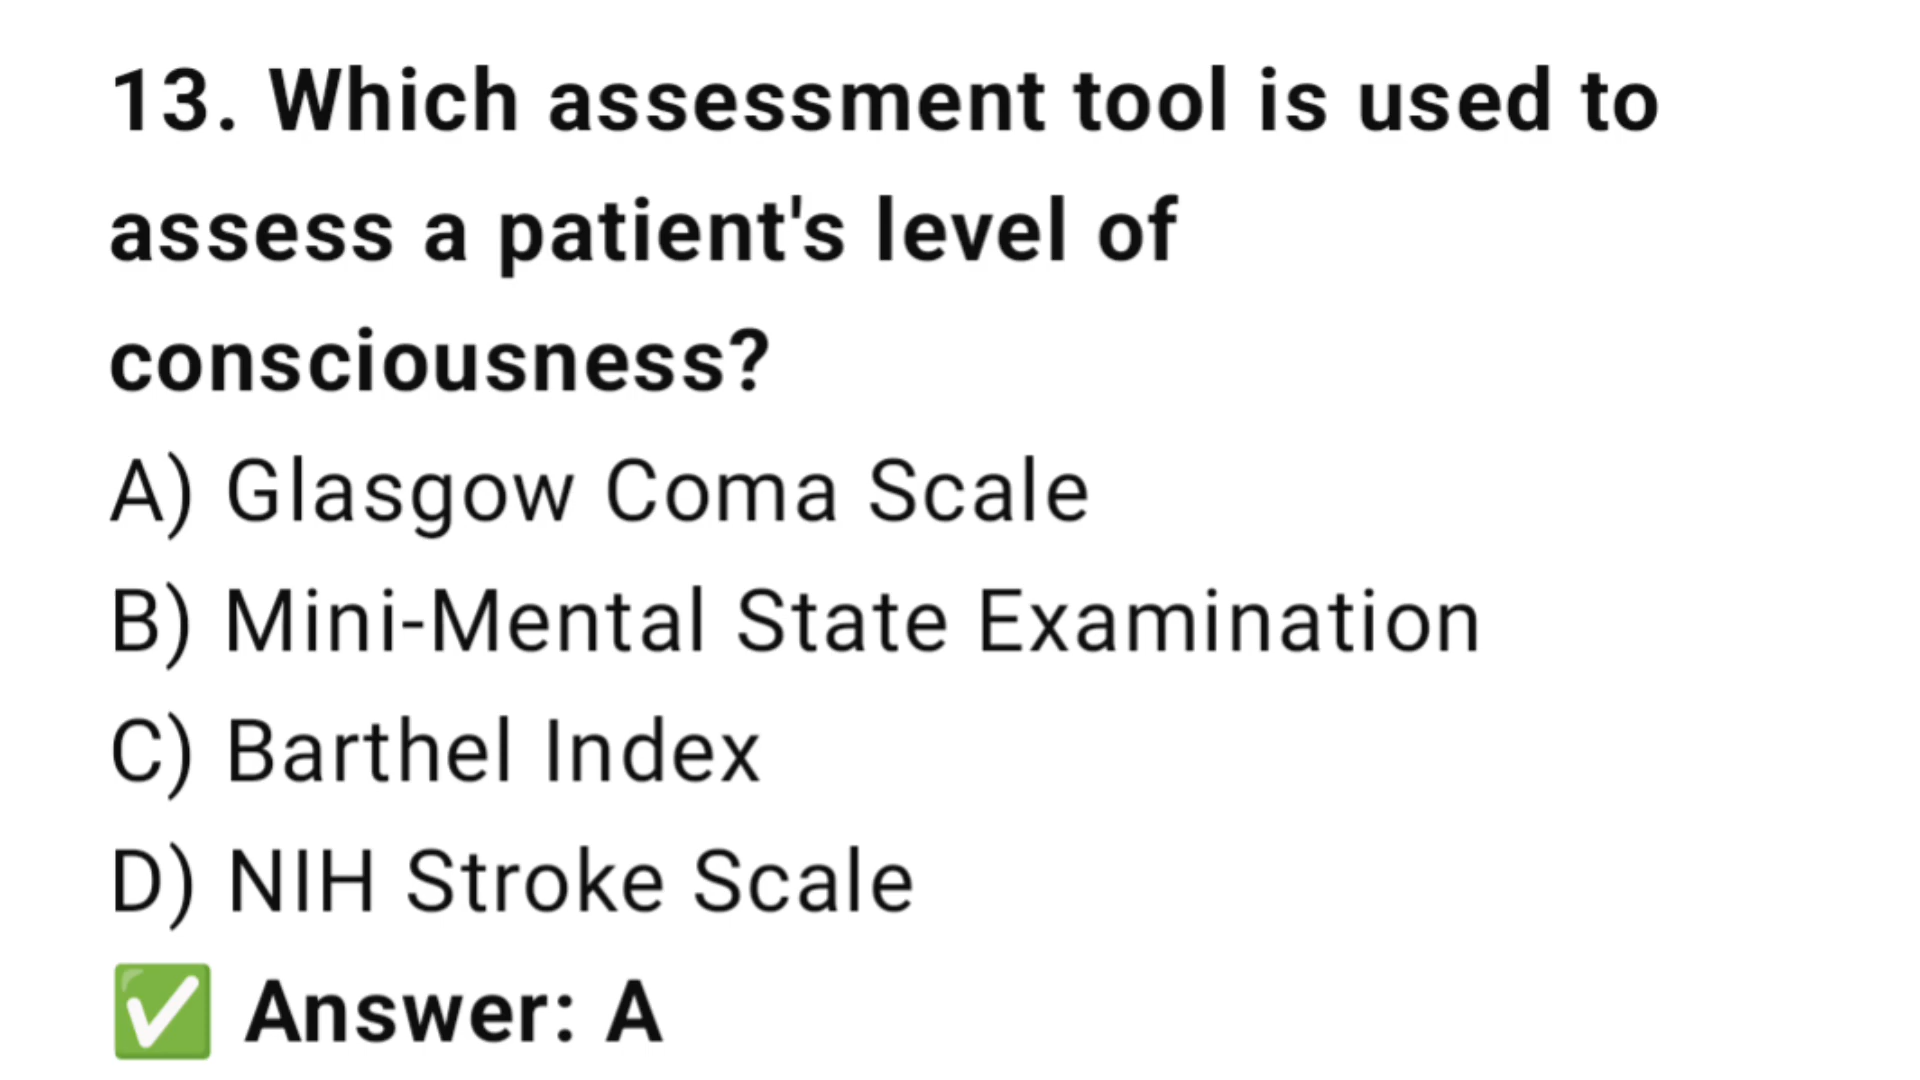 13. Which assessment tool is used to
assess a patient's level of
consciousness?
A) Glasgow Coma Scale
B) Mini-Mental State Examination
C) Barthel Index
D) NIH Stroke Scale
✅ Answer: A